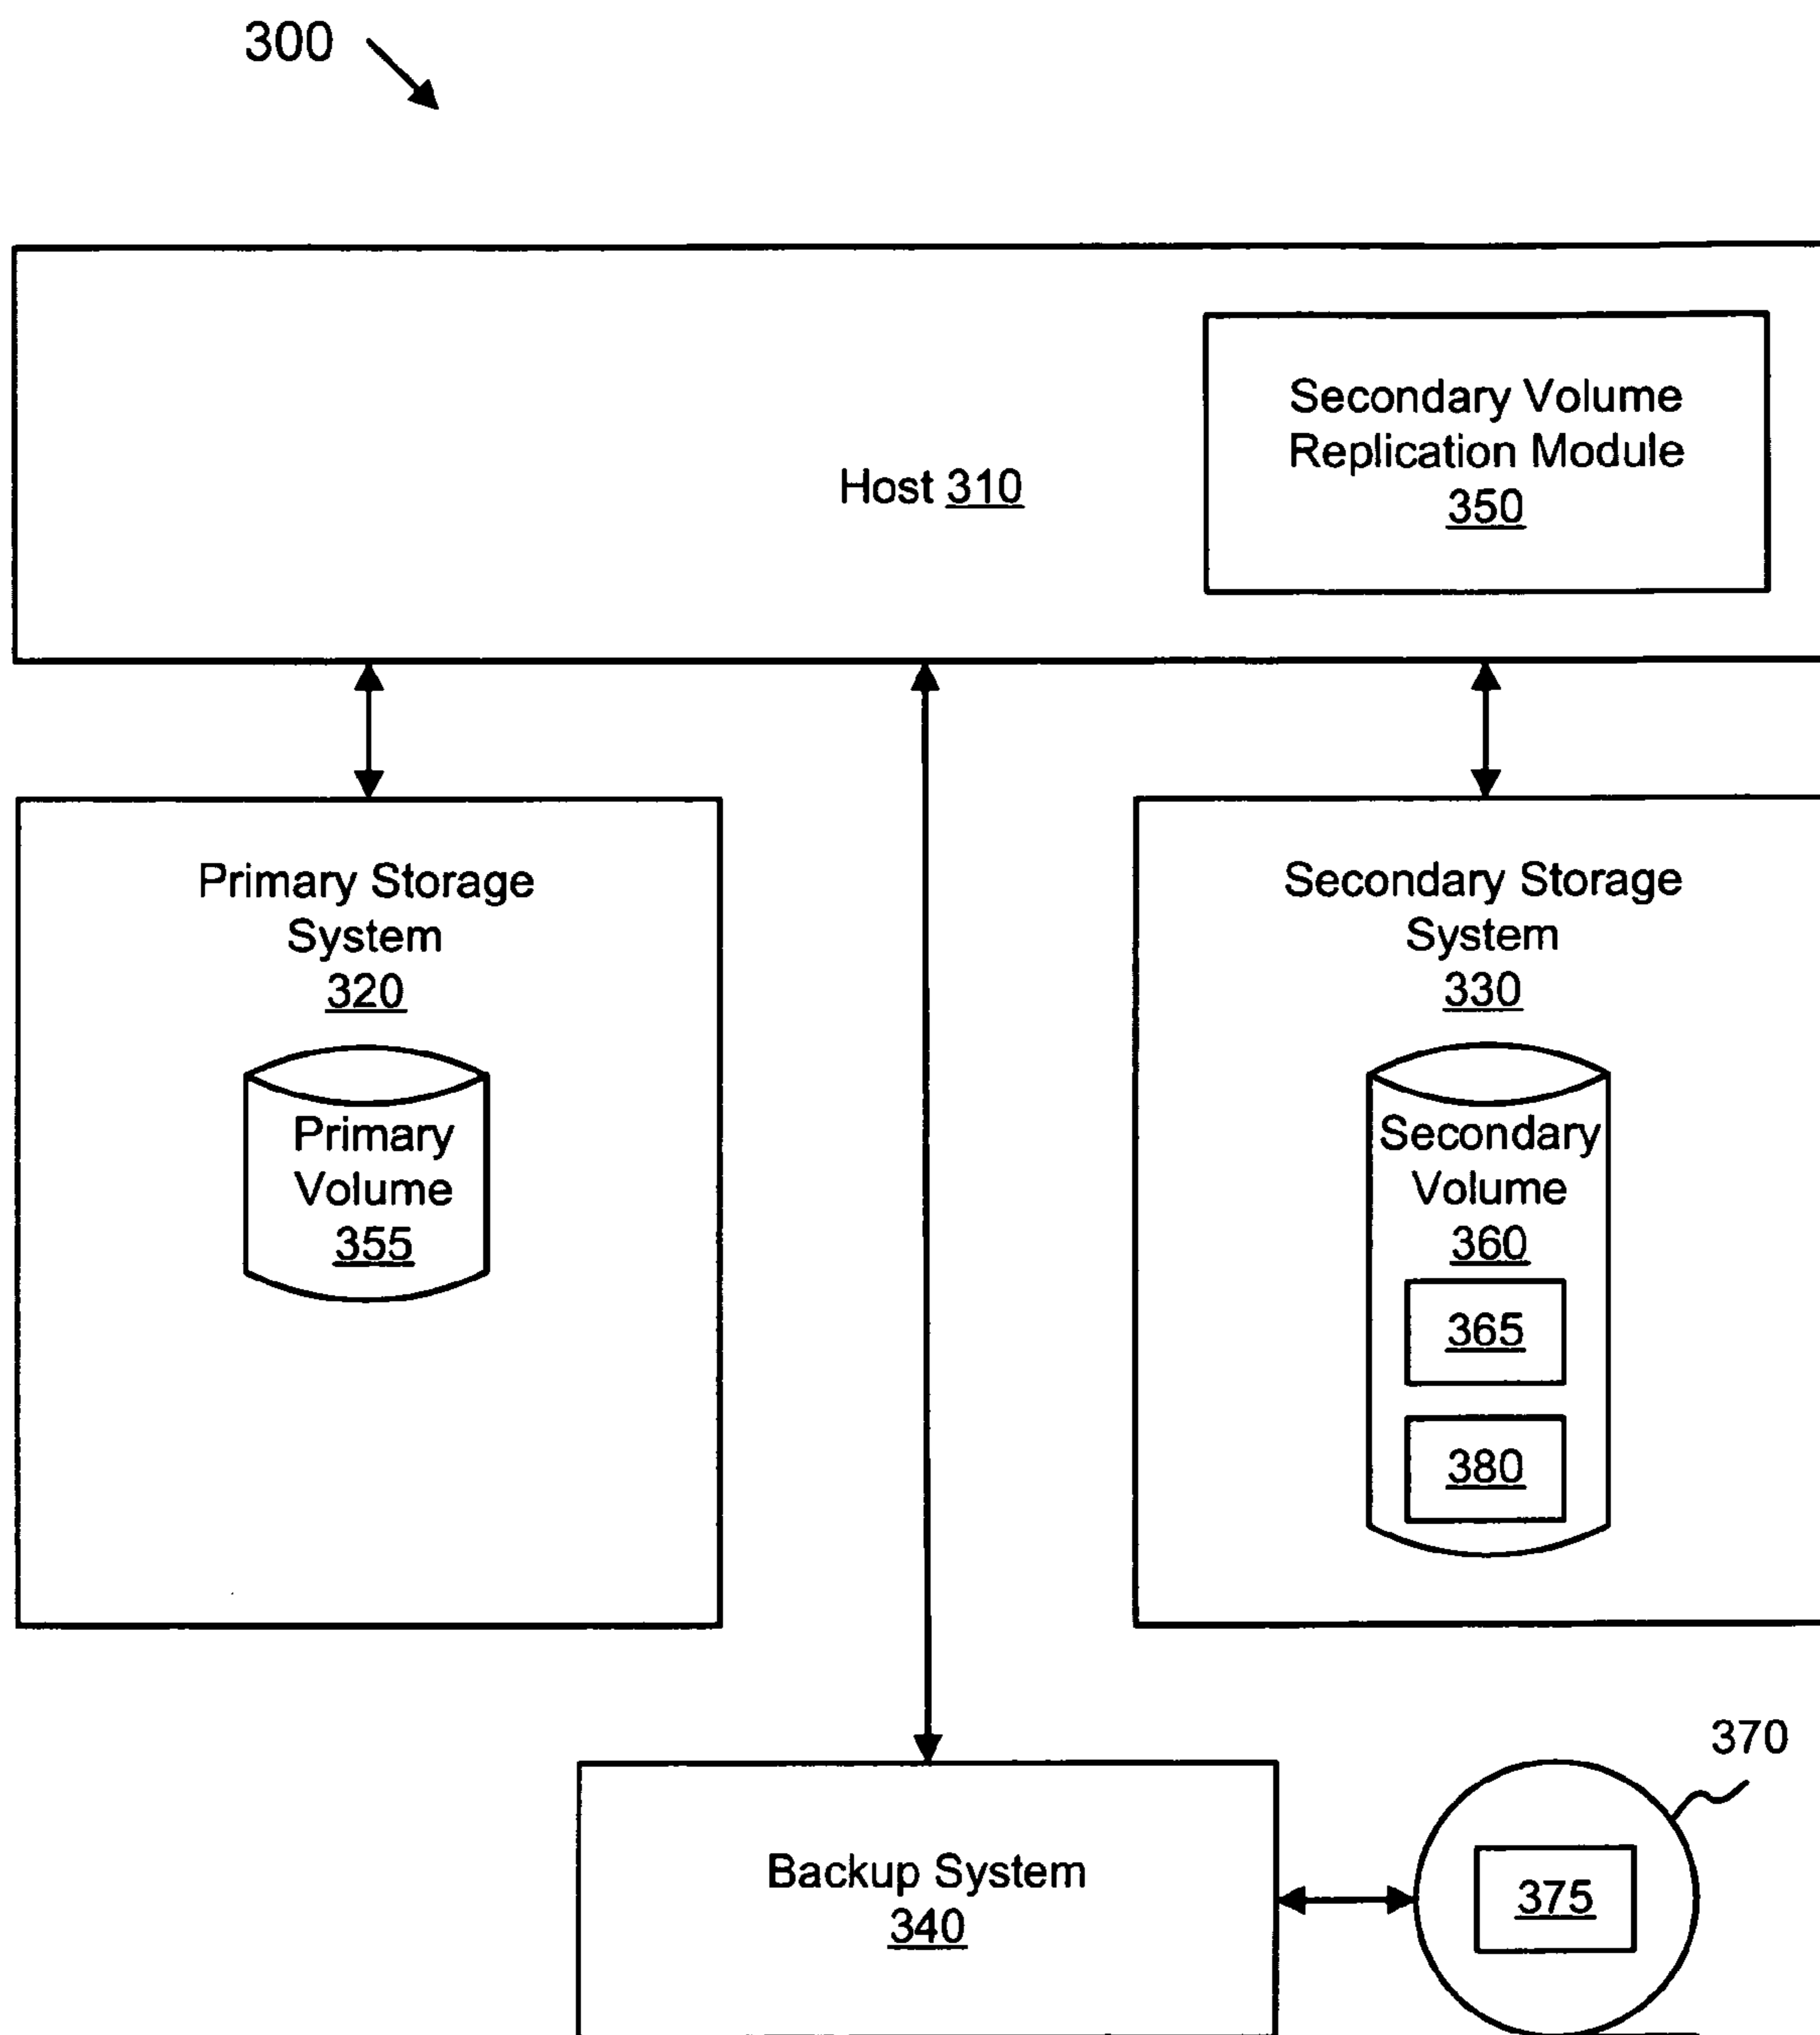 300
Host 310
Secondary Volume
Replication Module
350
Primary Storage
System
320
Primary
Volume
355
Secondary Storage
System
330
Secondary
Volume
360
365
380
370
Backup System
340
375